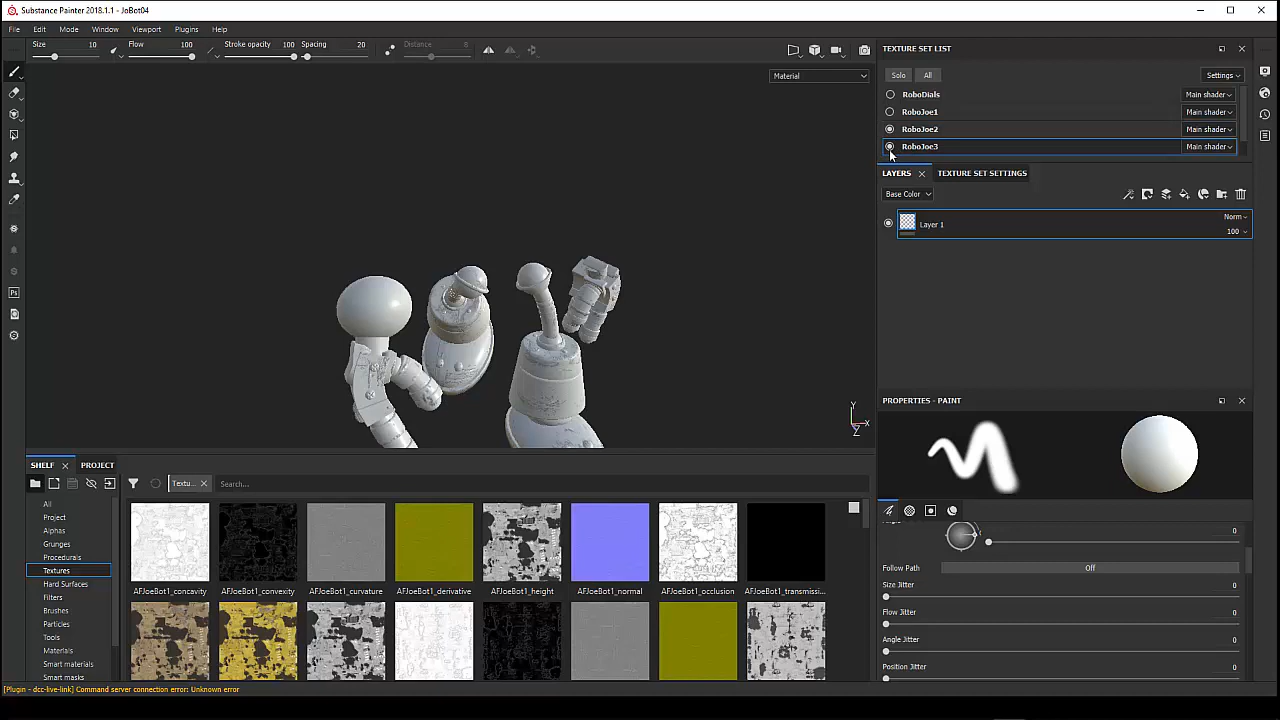 Substance Painter 2018.1.1 - JoBot04
File Edit Mode Window Viewport Plugins Help
Size 10 Flow 100 Stroke opacity 100 Spacing 20 Distance 8
Material
TEXTURE SET LIST
Solo All Settings
RoboDials Main shader
RoboJoe1 Main shader
RoboJoe2 Main shader
RoboJoe3 Main shader
LAYERS TEXTURE SET SETTINGS
Base Color
Layer 1 Norm
100
Y
X
Z
PROPERTIES - PAINT
0
Follow Path Off
Size Jitter 0
Flow Jitter 0
Angle Jitter 0
Position Jitter 0
SHELF PROJECT
Textu... Search...
All
Project
Alphas
Grunges
Procedurals
Textures
Hard Surfaces
Filters
Brushes
Particles
Tools
Materials
Smart materials
Smart masks
AFJoeBot1_concavity AFJoeBot1_convexity AFJoeBot1_curvature AFJoeBot1_derivative AFJoeBot1_height AFJoeBot1_normal AFJoeBot1_occlusion AFJoeBot1_transmissi...
[Plugin - dcc-live-link] Command server connection error: Unknown error